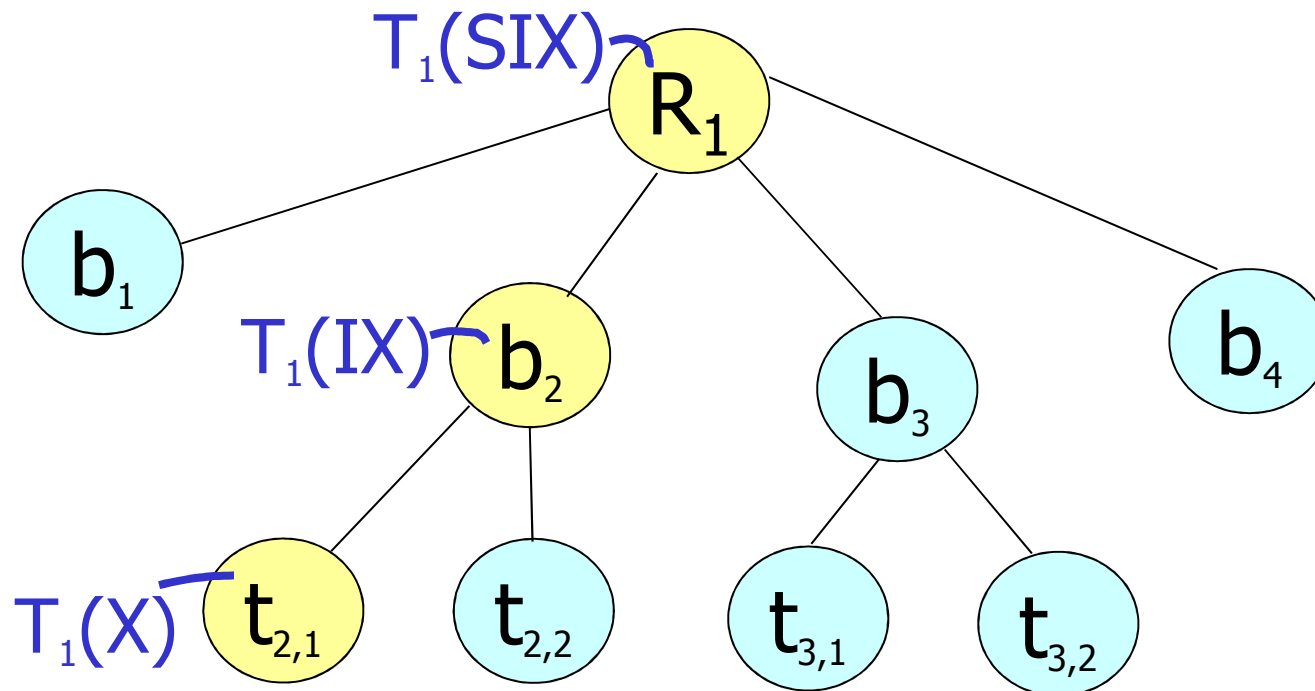 T₁(SIX)
R₁
b₁
T₁(IX)
b₂
b₃
b₄
T₁(X)
t₂,₁
t₂,₂
t₃,₁
t₃,₂